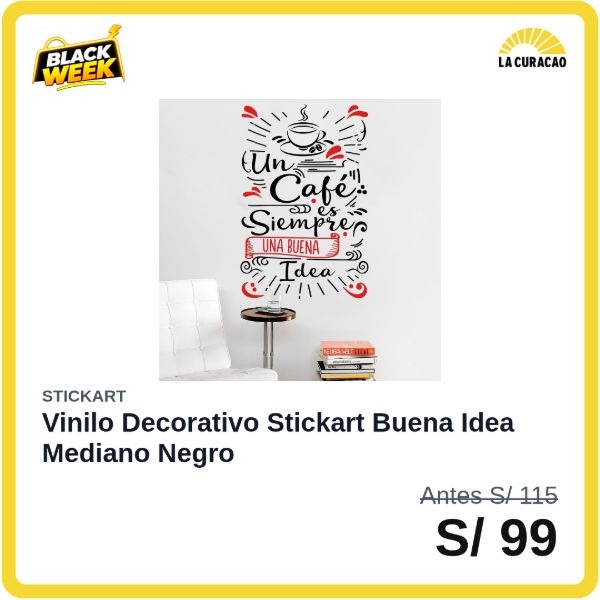 BLACK
WEEK
LA CURACAO
Un
Café
es
Siempre
UNA BUENA
Idea
STICKART
Vinilo Decorativo Stickart Buena Idea
Mediano Negro
Antes S/ 115
S/ 99